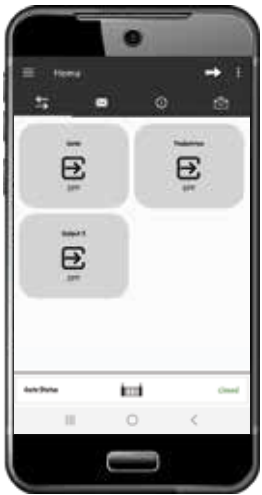 Home
Gate
OFF
Pedestrian
OFF
Output 3
OFF
Gate Status
Closed